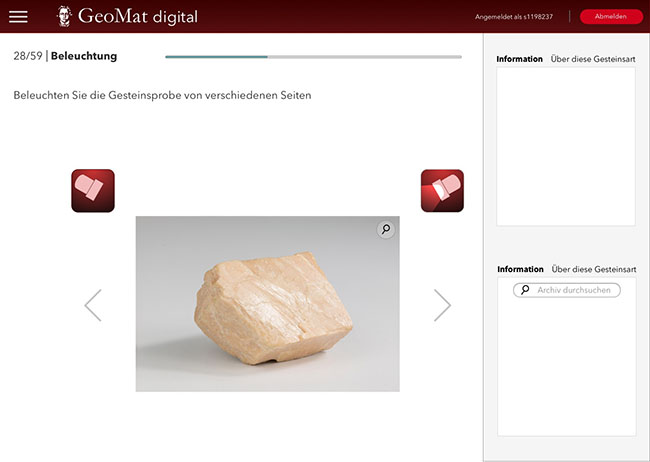 GeoMat digital
Angemeldet als s1198237
Abmelden
28/59 | Beleuchtung
Beleuchten Sie die Gesteinsprobe von verschiedenen Seiten
Information Über diese Gesteinsart
Information Über diese Gesteinsart
Archiv durchsuchen